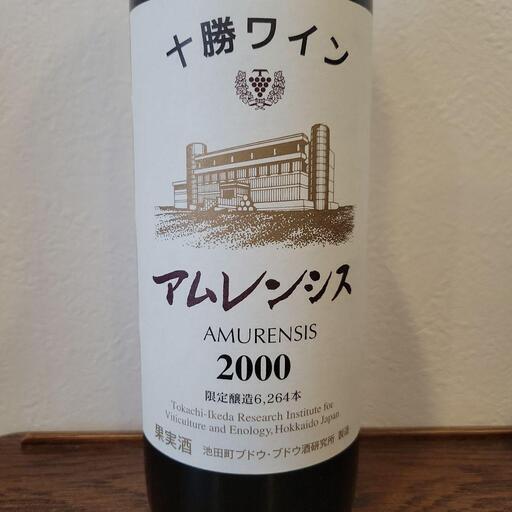 十勝ワイン
アムレンシス
AMURENSIS
2000
限定醸造6,264本
Tokachi-Ikeda Research Institute for
Viticulture and Enology, Hokkaido Japan
果実酒 池田町ブドウ・ブドウ酒研究所 製造